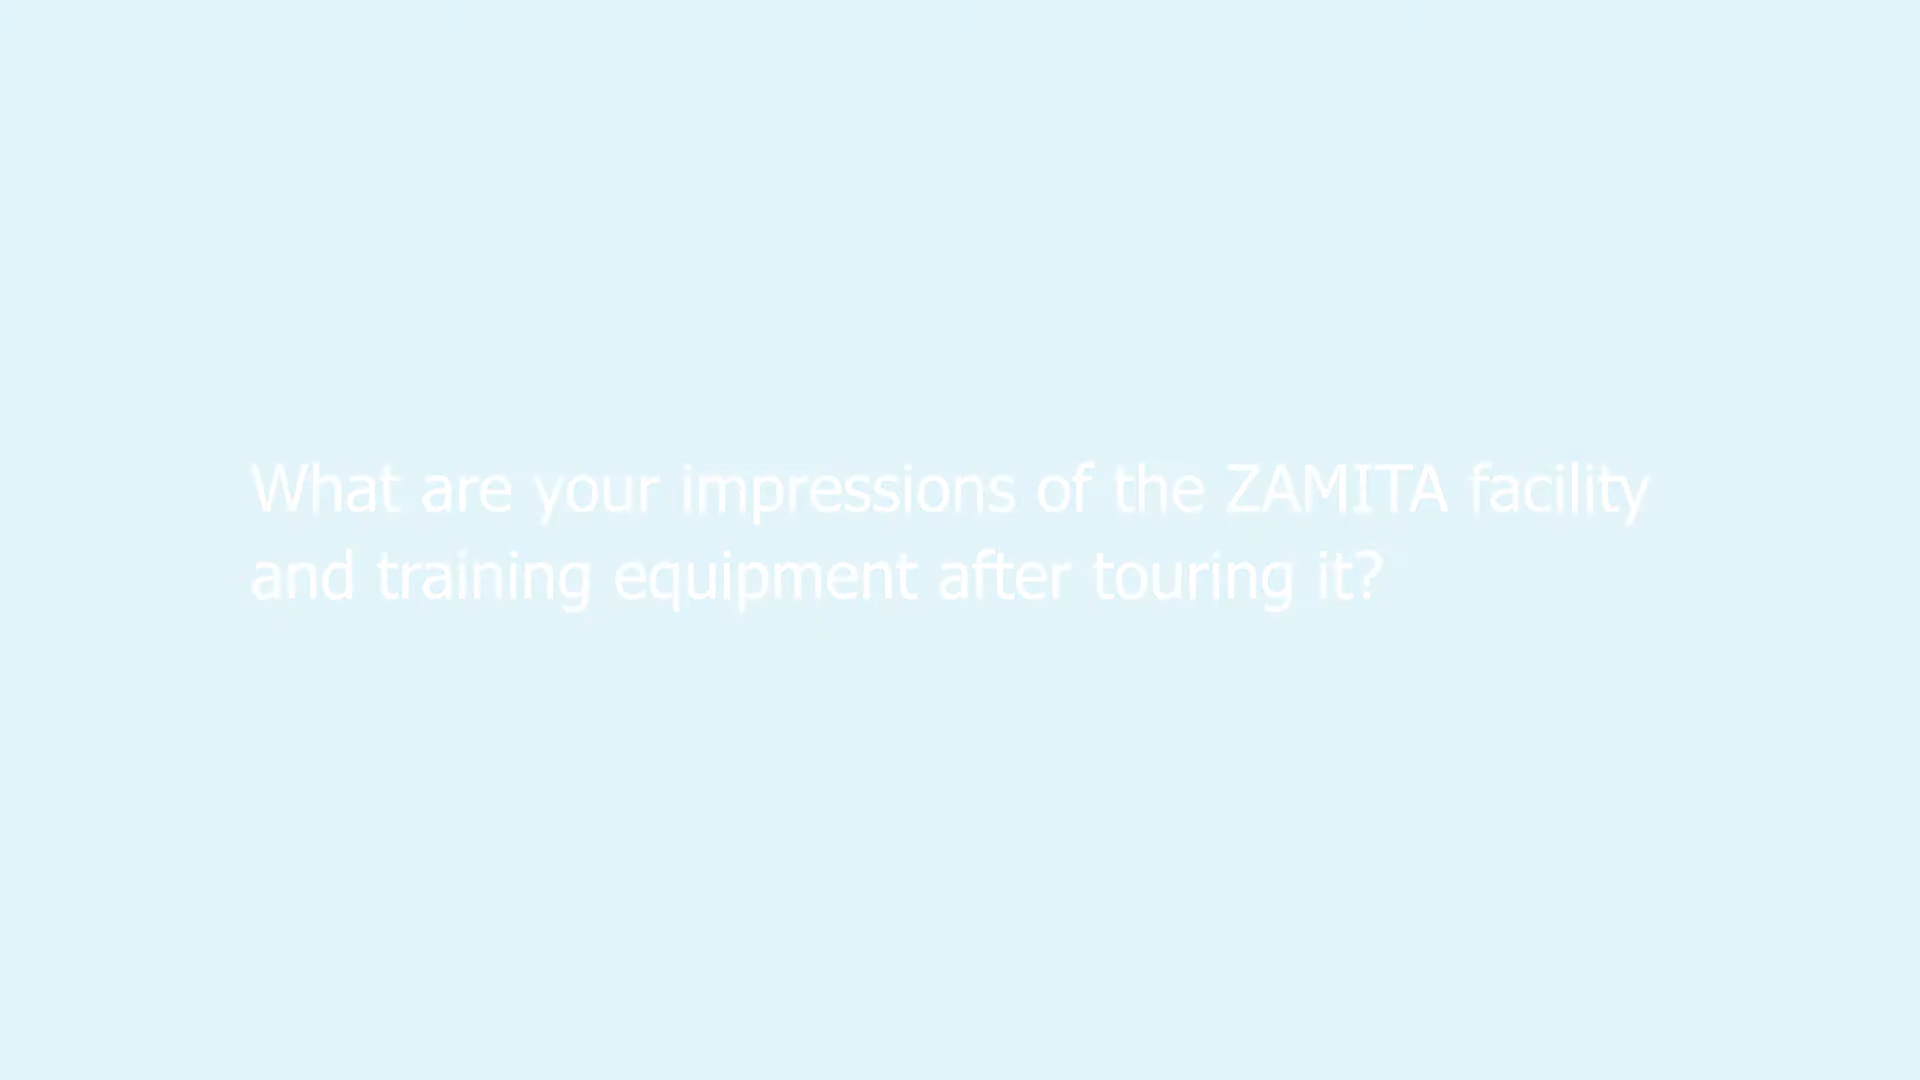 What are your impressions of the ZAMITA facility
and training equipment after touring it?